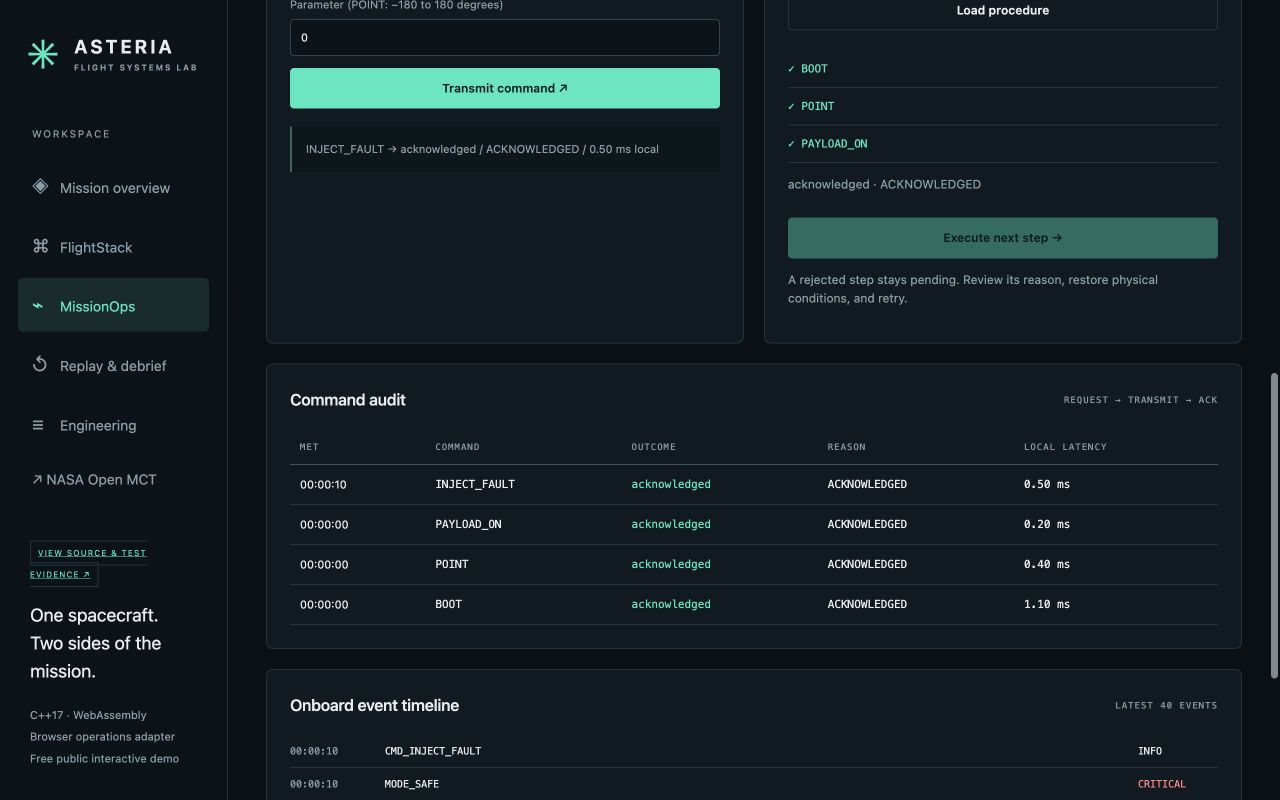 ASTERIA
FLIGHT SYSTEMS LAB
WORKSPACE
Mission overview
FlightStack
MissionOps
Replay & debrief
Engineering
↗ NASA Open MCT
VIEW SOURCE & TEST
EVIDENCE ↗
One spacecraft.
Two sides of the
mission.
C++17 · WebAssembly
Browser operations adapter
Free public interactive demo
Parameter (POINT: −180 to 180 degrees)
0
Transmit command ↗
INJECT_FAULT → acknowledged / ACKNOWLEDGED / 0.50 ms local
Load procedure
✓ BOOT
✓ POINT
✓ PAYLOAD_ON
acknowledged · ACKNOWLEDGED
Execute next step →
A rejected step stays pending. Review its reason, restore physical
conditions, and retry.
Command audit
REQUEST → TRANSMIT → ACK
MET COMMAND OUTCOME REASON LOCAL LATENCY
00:00:10 INJECT_FAULT acknowledged ACKNOWLEDGED 0.50 ms
00:00:00 PAYLOAD_ON acknowledged ACKNOWLEDGED 0.20 ms
00:00:00 POINT acknowledged ACKNOWLEDGED 0.40 ms
00:00:00 BOOT acknowledged ACKNOWLEDGED 1.10 ms
Onboard event timeline
LATEST 40 EVENTS
00:00:10 CMD_INJECT_FAULT INFO
00:00:10 MODE_SAFE CRITICAL